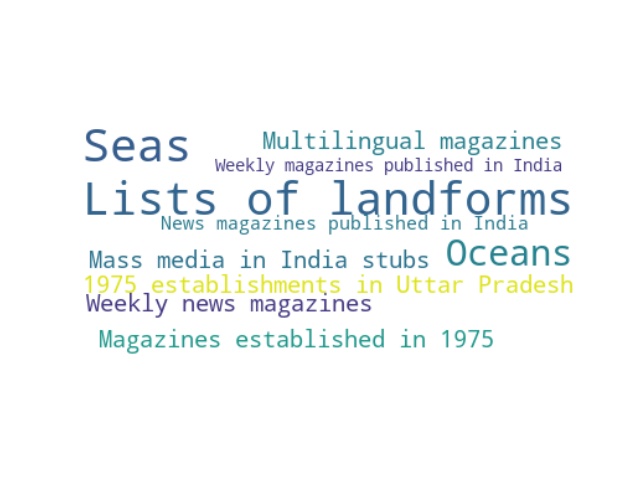 Seas
Multilingual magazines
Weekly magazines published in India
Lists of landforms
News magazines published in India
Mass media in India stubs
Oceans
1975 establishments in Uttar Pradesh
Weekly news magazines
Magazines established in 1975